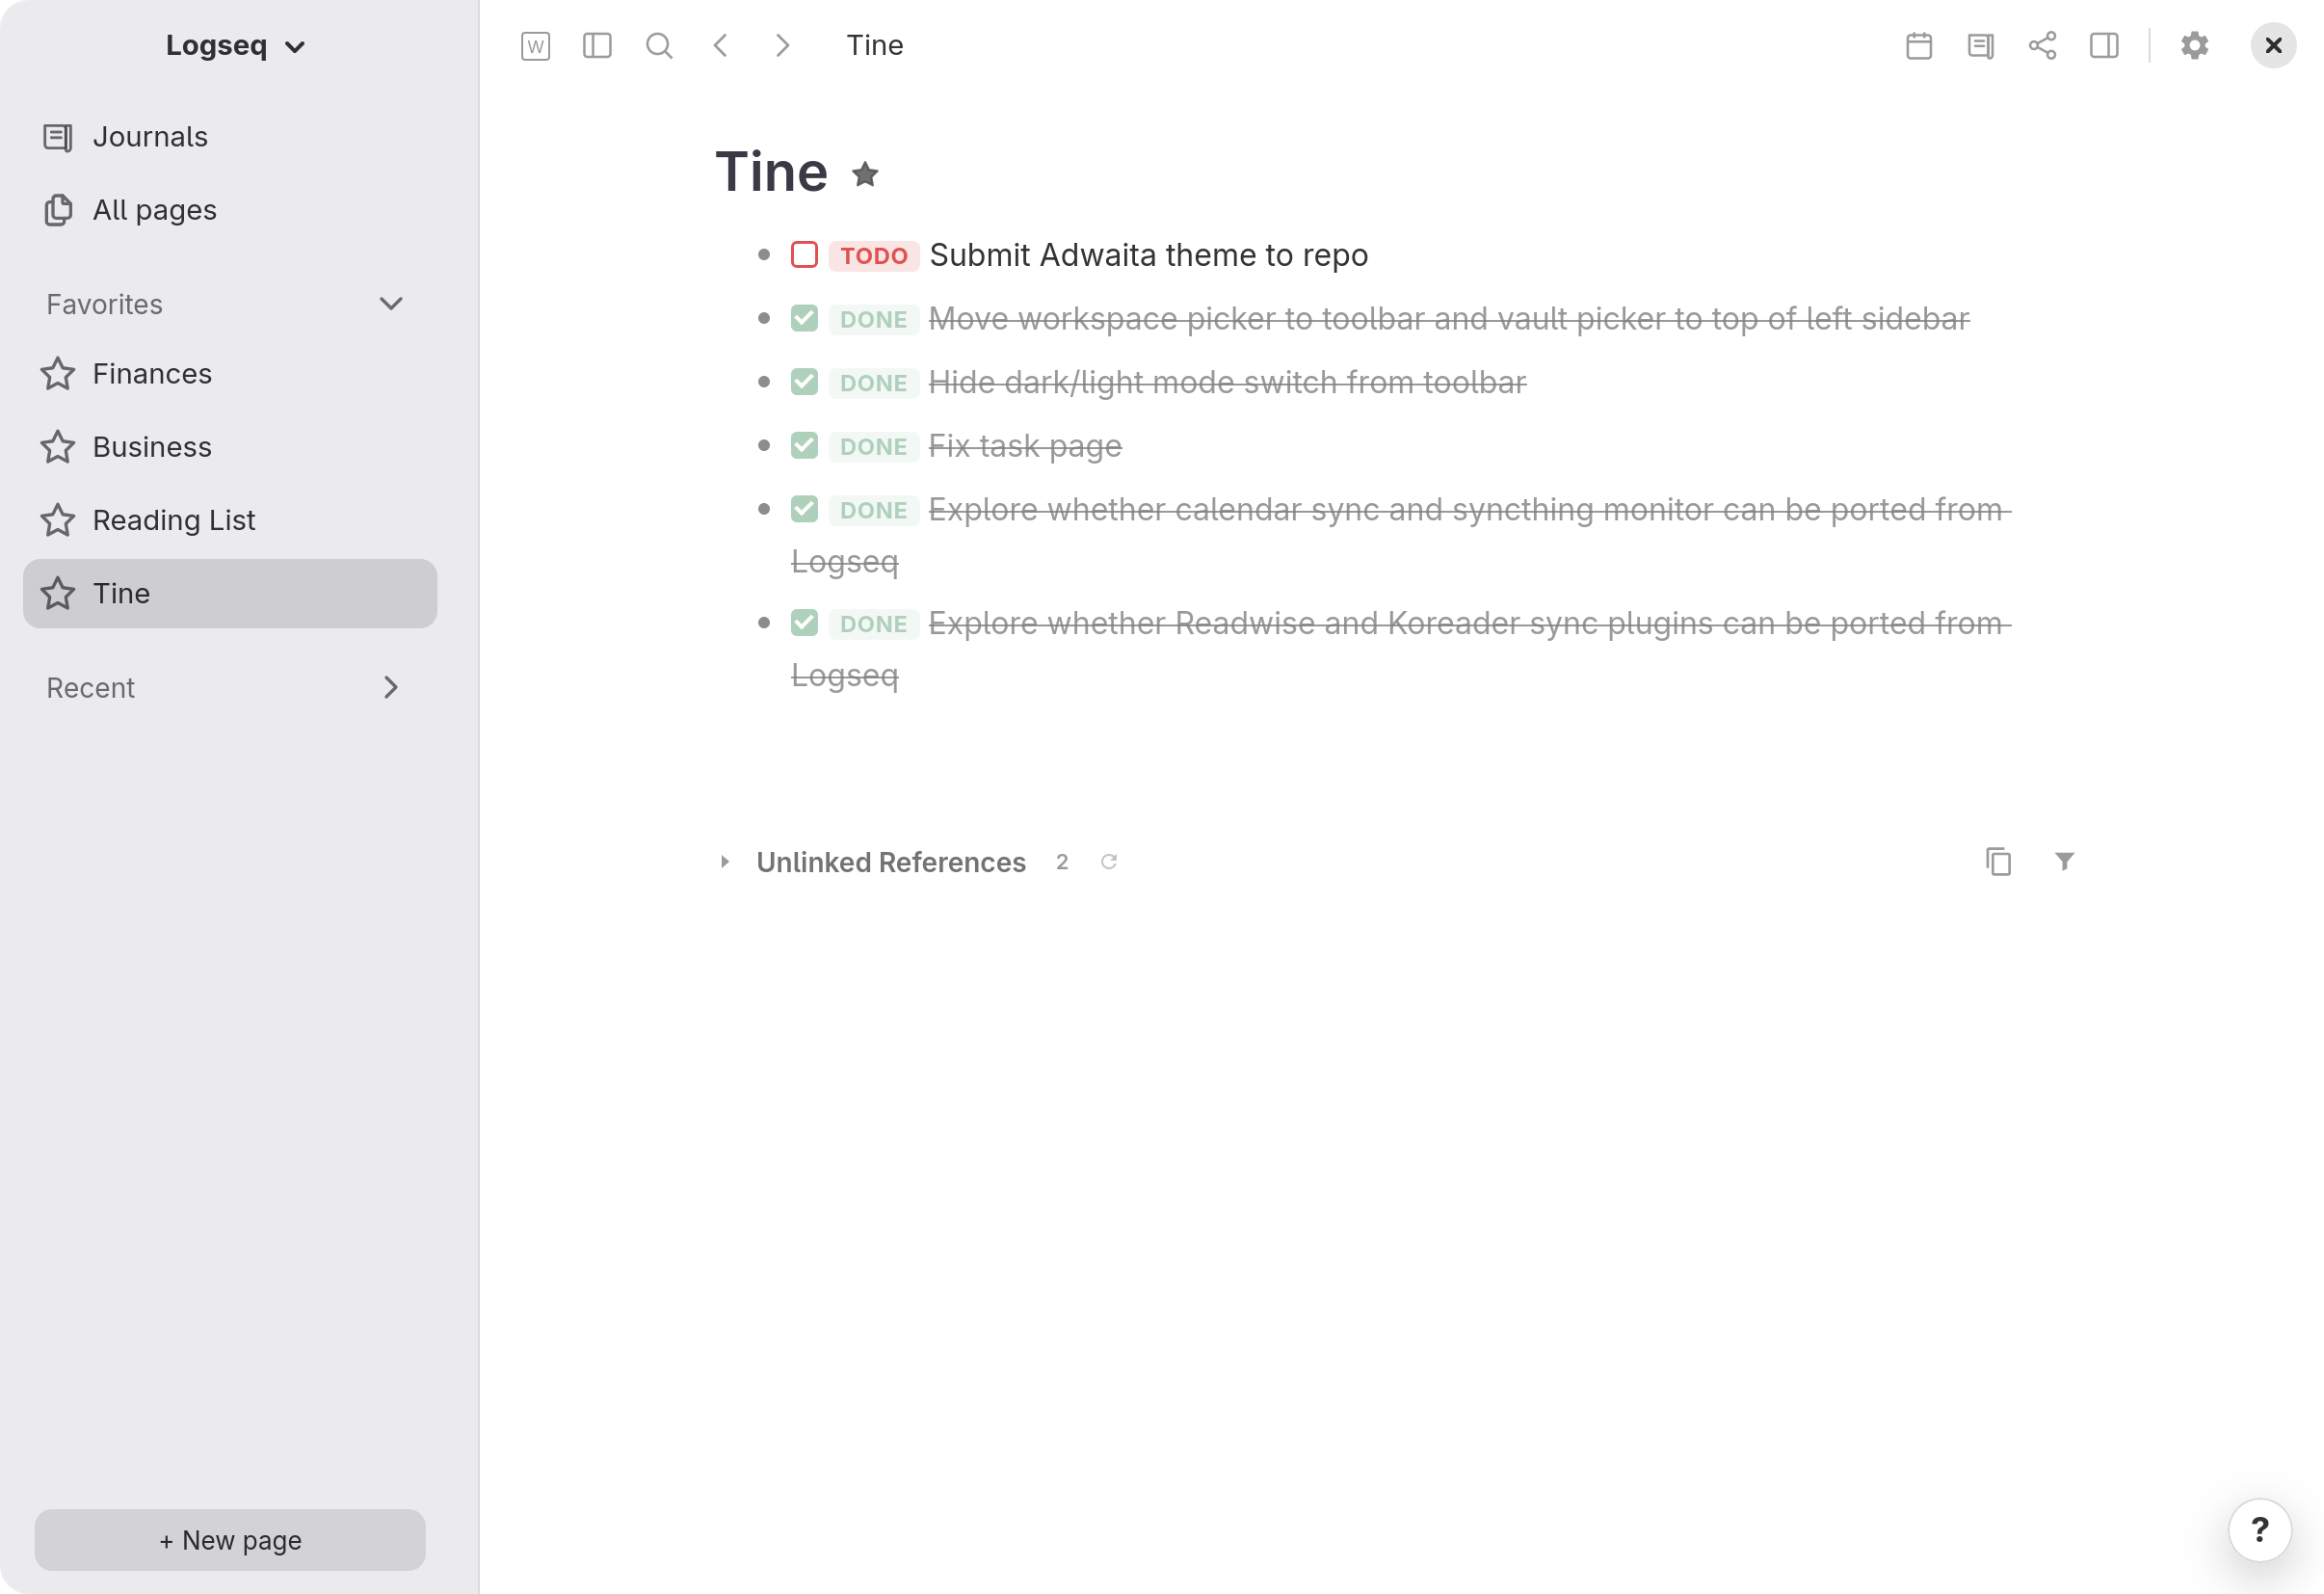 Logseq
Journals
All pages
Favorites
Finances
Business
Reading List
Tine
Recent
+ New page
W
Tine
Tine
TODO Submit Adwaita theme to repo
DONE Move workspace picker to toolbar and vault picker to top of left sidebar
DONE Hide dark/light mode switch from toolbar
DONE Fix task page
DONE Explore whether calendar sync and syncthing monitor can be ported from
Logseq
DONE Explore whether Readwise and Koreader sync plugins can be ported from
Logseq
Unlinked References 2
?